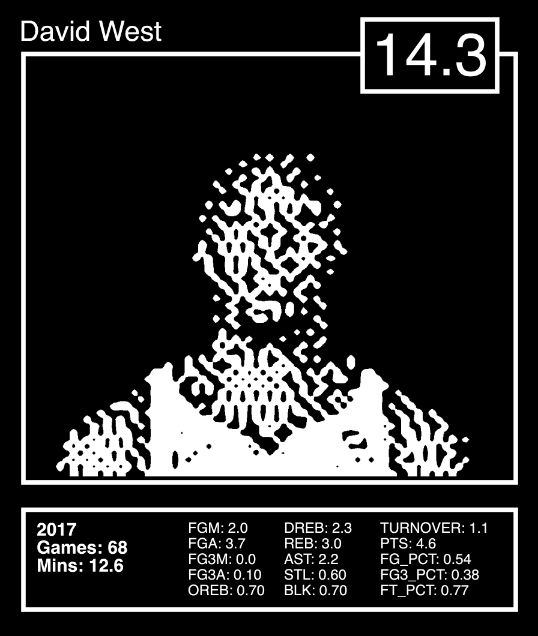 David West
14.3
2017
Games: 68
Mins: 12.6
FGM: 2.0
FGA: 3.7
FG3M: 0.0
FG3A: 0.10
OREB: 0.70
DREB: 2.3
REB: 3.0
AST: 2.2
STL: 0.60
BLK: 0.70
TURNOVER: 1.1
PTS: 4.6
FG_PCT: 0.54
FG3_PCT: 0.38
FT_PCT: 0.77